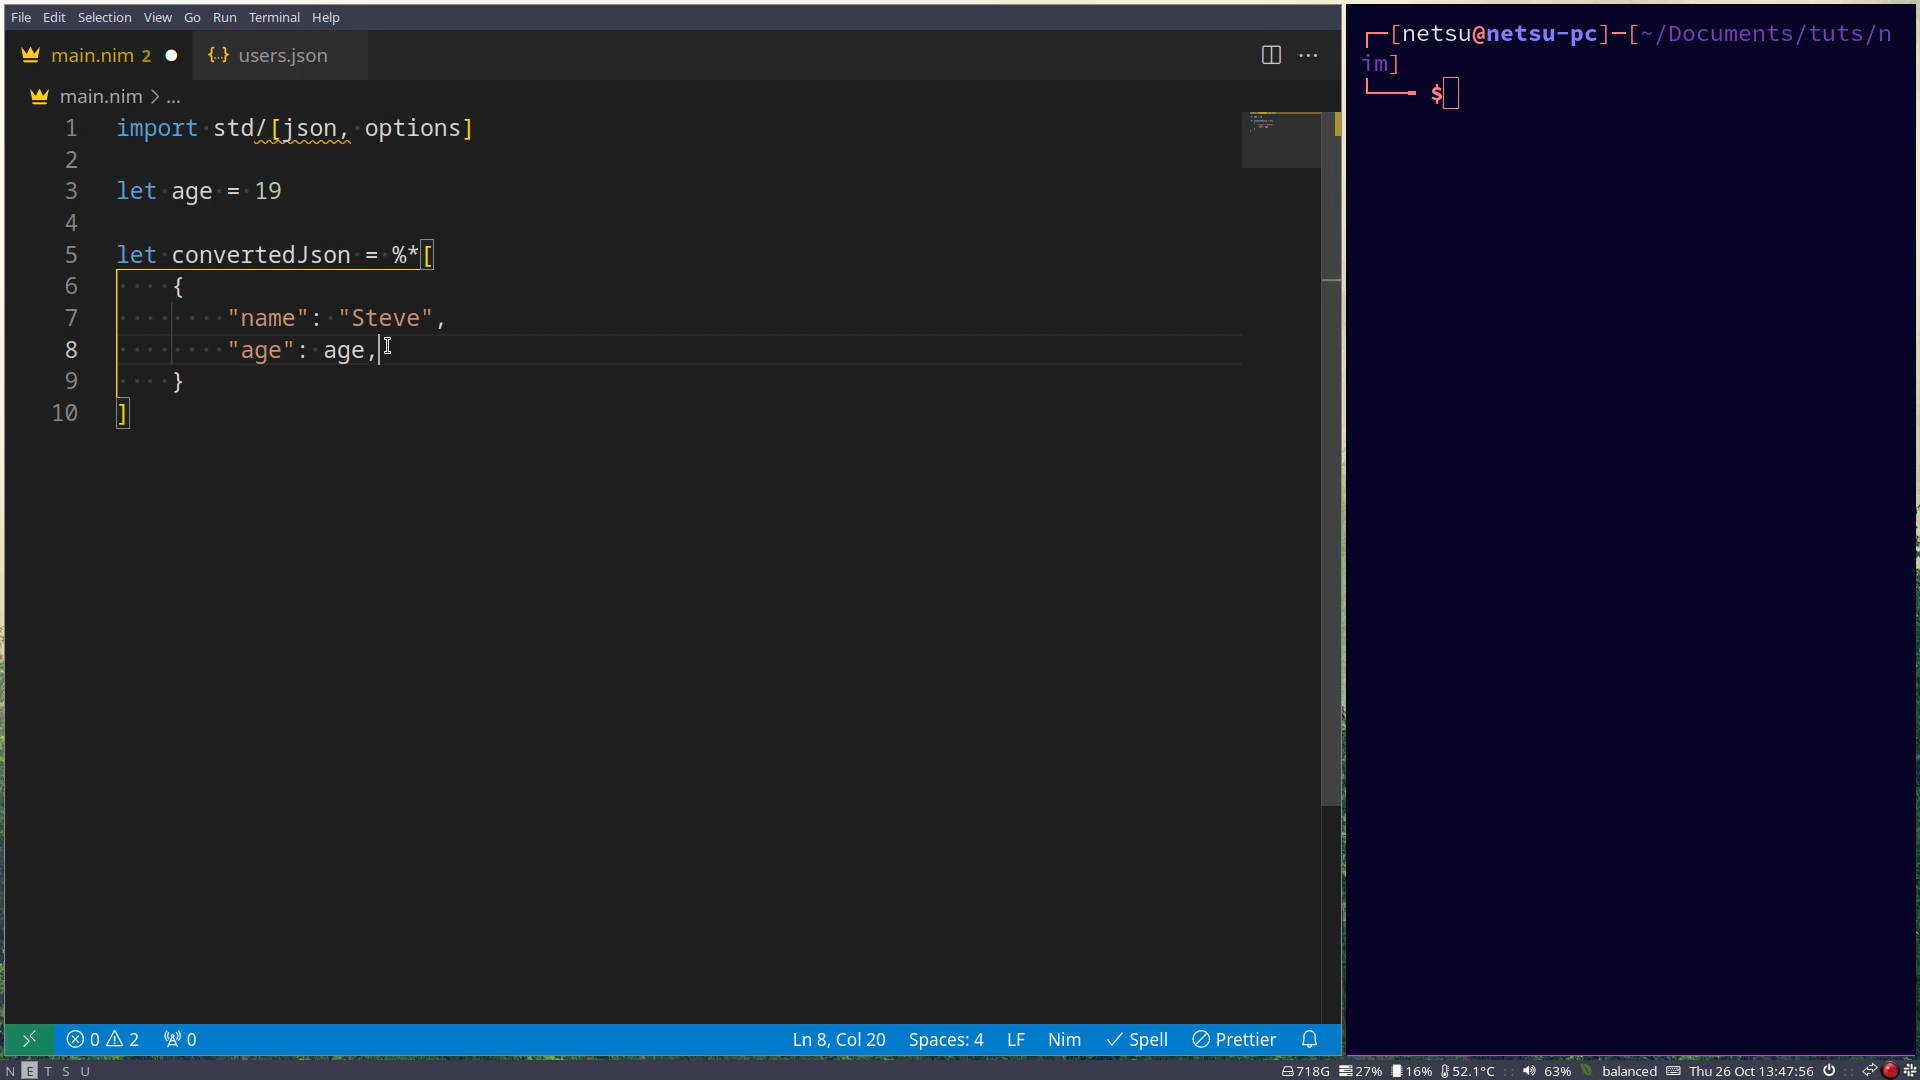 File Edit Selection View Go Run Terminal Help
main.nim 2 users.json
main.nim > ...
1 import std/[json, options]
2
3 let age = 19
4
5 let convertedJson = %*[
6 {
7 "name": "Steve",
8 "age": age,
9 }
10 ]
0 2 0 Ln 8, Col 20 Spaces: 4 LF Nim Spell Prettier
[netsu@netsu-pc]-[~/Documents/tuts/n
im]
$
N E T S U 718G 27% 16% 52.1°C :: 63% balanced Thu 26 Oct 13:47:56 ::